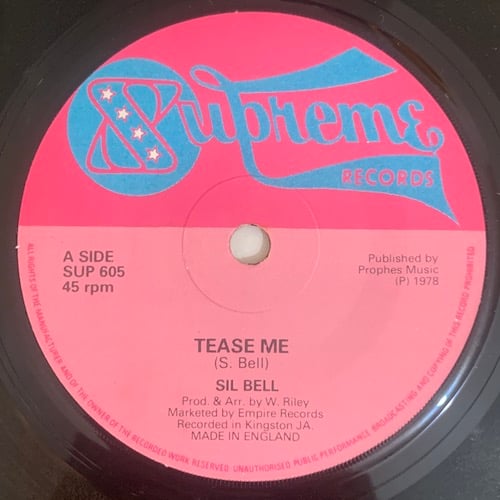 Supreme
RECORDS
A SIDE
SUP 605
45 rpm
Published by
Prophes Music
(P) 1978
TEASE ME
(S. Bell)
SIL BELL
Prod. & Arr. by W. Riley
Marketed by Empire Records
Recorded in Kingston JA.
MADE IN ENGLAND
ALL RIGHTS OF THE MANUFACTURER AND OF THE OWNER OF THE RECORDED WORK RESERVED. UNAUTHORISED PUBLIC PERFORMANCE BROADCASTING AND COPYING OF THIS RECORD PROHIBITED